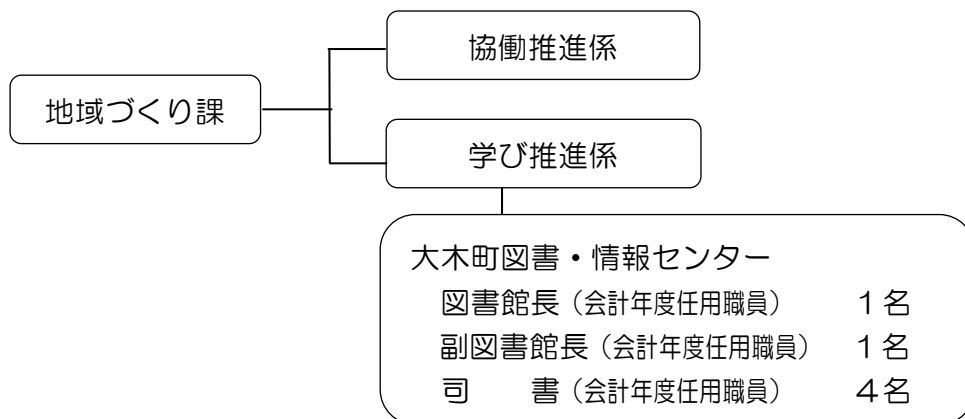 協働推進係
地域づくり課
学び推進係
大木町図書・情報センター
図書館長（会計年度任用職員）　１名
副図書館長（会計年度任用職員）　１名
司　　書（会計年度任用職員）　４名